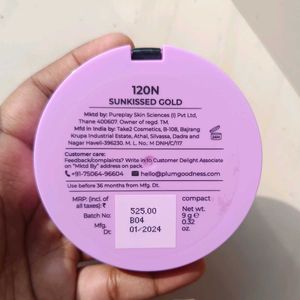 120N
SUNKISSED GOLD
Mktd by: Pureplay Skin Sciences (I) Pvt Ltd,
Thane 400607. Owner of regd. TM.
Mfd in India by: Take2 Cosmetics, B-108, Bajrang
Krupa Industrial Estate, Athal, Silvassa, Dadra and
Nagar Haveli-396230. M. L. No., M DNH/C/117
24M
Customer care:
Feedback/complaints? Write in to Customer Delight Associate
on "Mktd By" address on pack.
+91-75064-96604 hello@plumgoodness.com
Use before 36 months from Mfg. Dt.
MRP: (incl. of
all taxes): ₹
Batch No:
Mfg.
Dt.
525.00
B04
01/2024
compact
Net wt.
9 g ℮
0.32
oz.